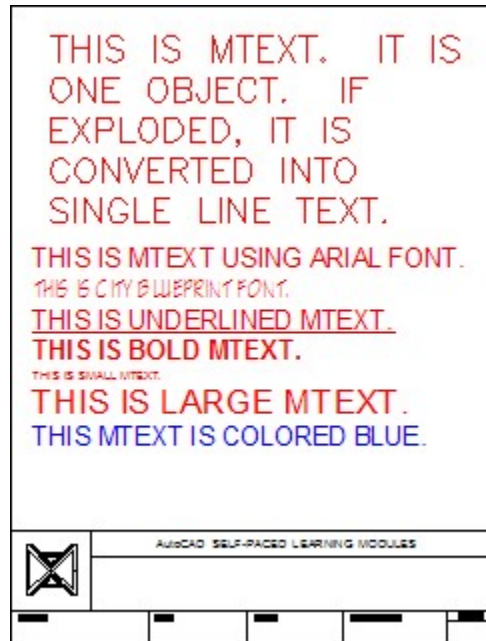 THIS IS MTEXT. IT IS
ONE OBJECT. IF
EXPLODED, IT IS
CONVERTED INTO
SINGLE LINE TEXT.
THIS IS MTEXT USING ARIAL FONT.
THIS IS CITY BLUEPRINT FONT.
THIS IS UNDERLINED MTEXT.
THIS IS BOLD MTEXT.
THIS IS SMALL MTEXT.
THIS IS LARGE MTEXT.
THIS MTEXT IS COLORED BLUE.
AutoCAD SELF-PACED LEARNING MODULES